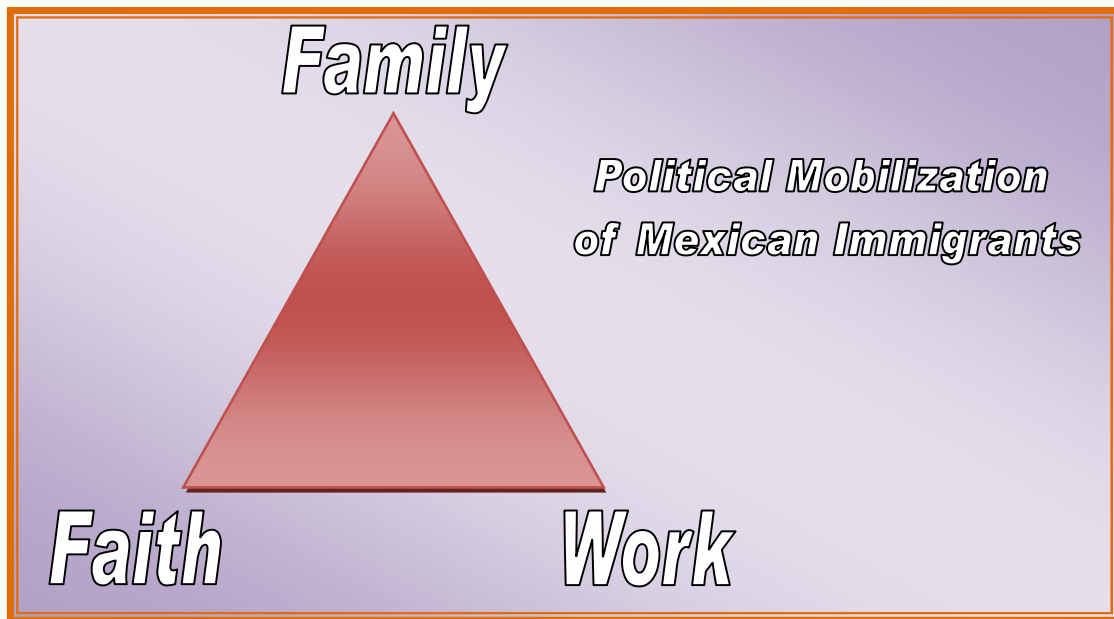 Family
Political Mobilization
of Mexican Immigrants
Faith
Work